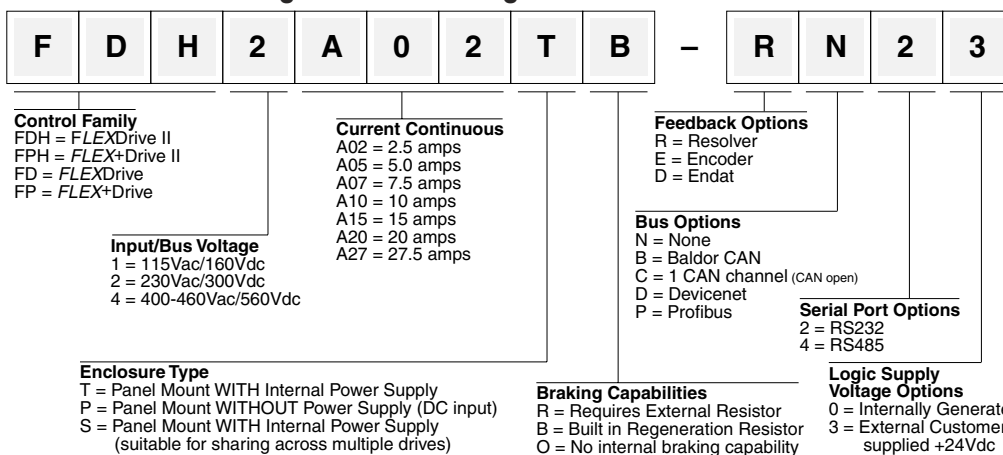 F D H 2 A 0 2 T B – R N 2 3
Control Family
FDH = FLEXDrive II
FPH = FLEX+Drive II
FD = FLEXDrive
FP = FLEX+Drive
Input/Bus Voltage
1 = 115Vac/160Vdc
2 = 230Vac/300Vdc
4 = 400-460Vac/560Vdc
Current Continuous
A02 = 2.5 amps
A05 = 5.0 amps
A07 = 7.5 amps
A10 = 10 amps
A15 = 15 amps
A20 = 20 amps
A27 = 27.5 amps
Feedback Options
R = Resolver
E = Encoder
D = Endat
Bus Options
N = None
B = Baldor CAN
C = 1 CAN channel (CAN open)
D = Devicenet
P = Profibus
Serial Port Options
2 = RS232
4 = RS485
Enclosure Type
T = Panel Mount WITH Internal Power Supply
P = Panel Mount WITHOUT Power Supply (DC input)
S = Panel Mount WITH Internal Power Supply
(suitable for sharing across multiple drives)
Braking Capabilities
R = Requires External Resistor
B = Built in Regeneration Resistor
O = No internal braking capability
Logic Supply
Voltage Options
0 = Internally Generate
3 = External Customer
supplied +24Vdc